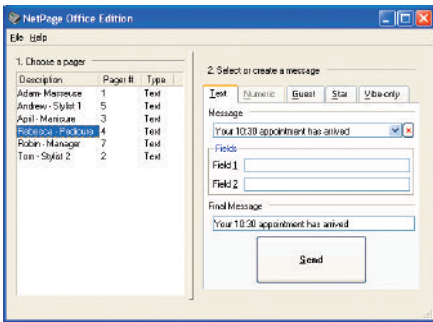 NetPage Office Edition
File Help
1. Choose a pager
Description Pager # Type
Adam- Masseuse 1 Text
Andrew - Stylist 1 5 Text
April - Manicure 3 Text
Rebecca - Pedicure 4 Text
Robin - Manager 7 Text
Tom - Stylist 2 2 Text
2. Select or create a message
Text Numeric Guest Star Vibe-only
Message
Your 10:30 appointment has arrived
Fields
Field 1
Field 2
Final Message
Your 10:30 appointment has arrived
Send